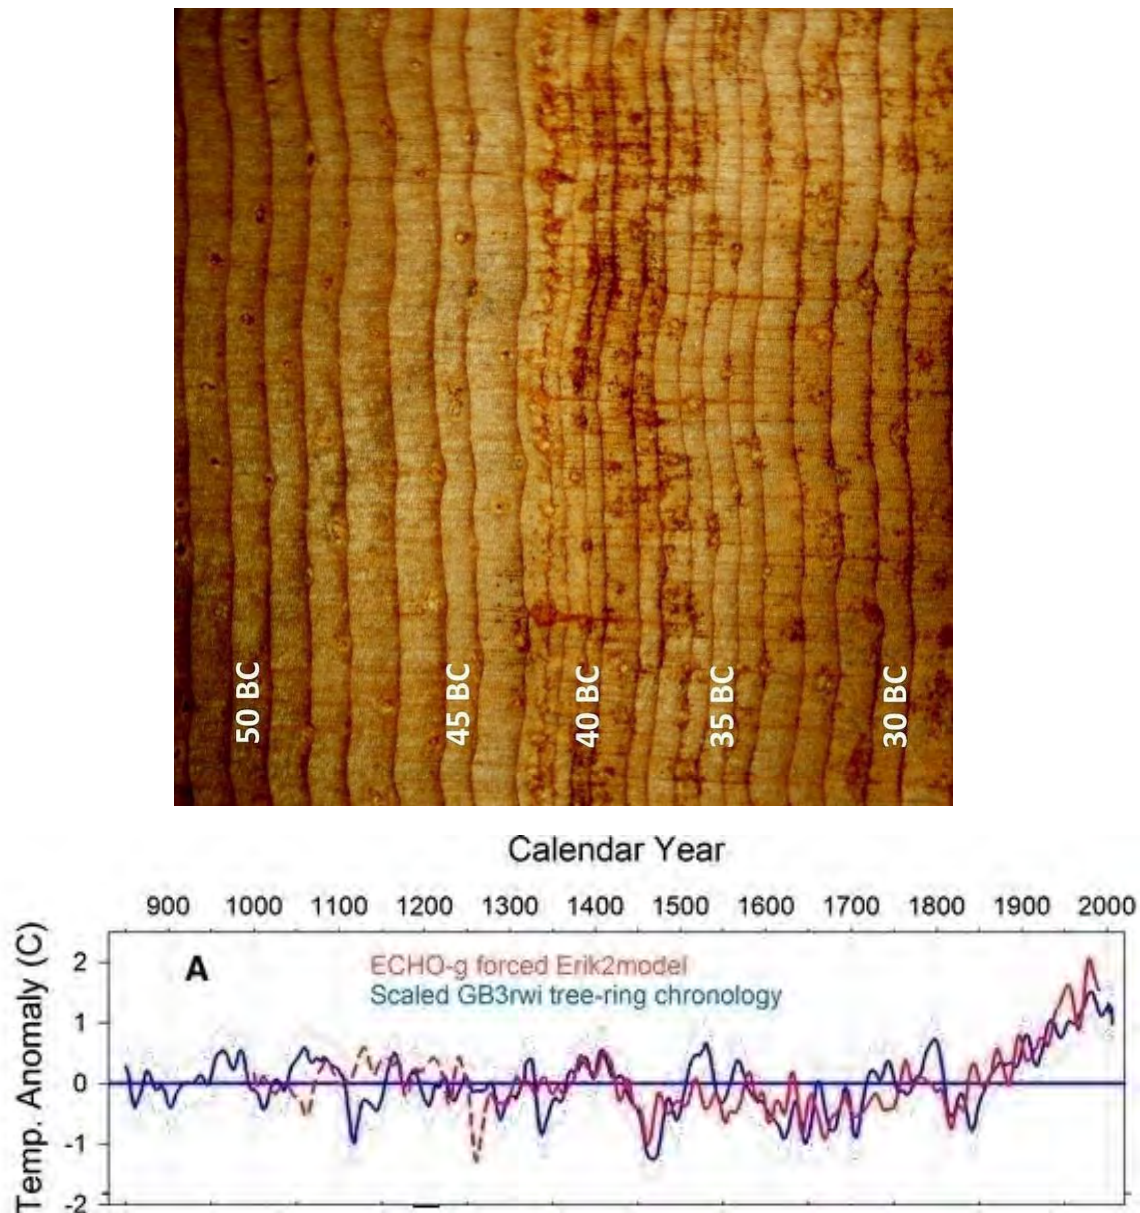 50 BC
45 BC
40 BC
35 BC
30 BC
Calendar Year
900 1000 1100 1200 1300 1400 1500 1600 1700 1800 1900 2000
Temp. Anomaly (C)
2
1
0
-1
-2
A
ECHO-g forced Erik2model
Scaled GB3rwi tree-ring chronology